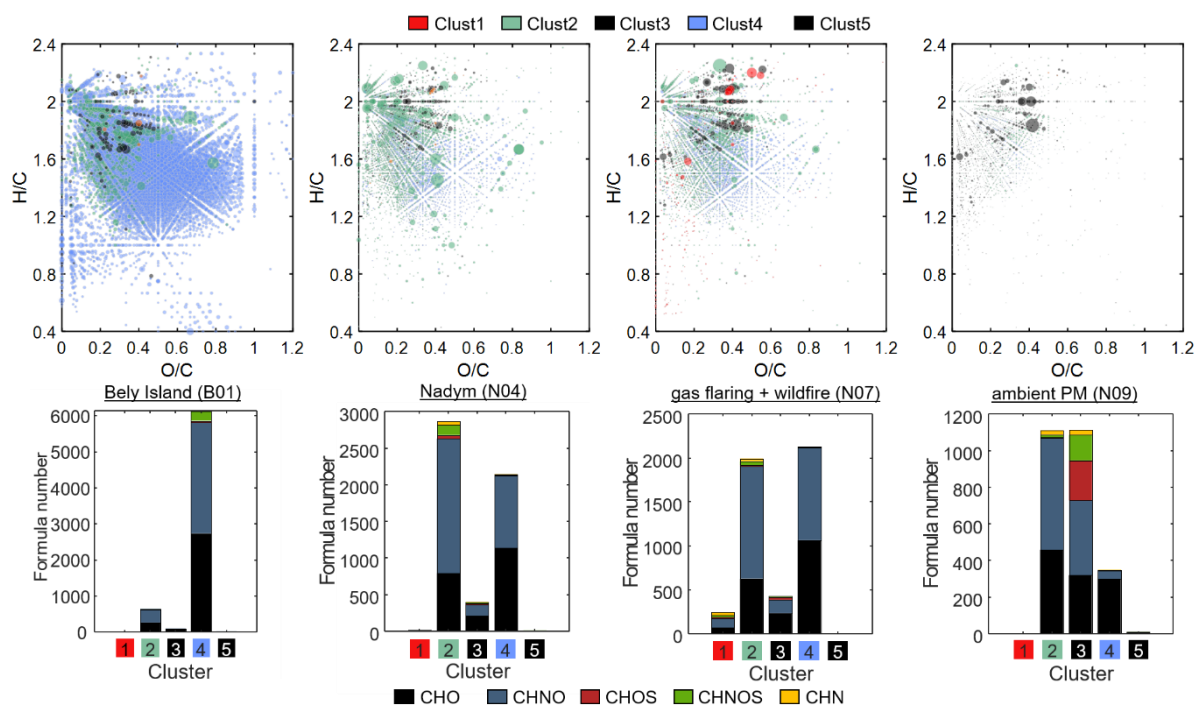 Clust1 Clust2 Clust3 Clust4 Clust5
2.4 2.4 2.4 2.4
2 2 2 2
1.6 1.6 1.6 1.6
1.2 1.2 1.2 1.2
0.8 0.8 0.8 0.8
0.4 0.4 0.4 0.4
H/C H/C H/C H/C
0 0.2 0.4 0.6 0.8 1 1.2 0 0.2 0.4 0.6 0.8 1 1.2 0 0.2 0.4 0.6 0.8 1 1.2 0 0.2 0.4 0.6 0.8 1 1.2
O/C O/C O/C O/C
Bely Island (B01)
6000
5000
4000
3000
2000
1000
0
Formula number
1 2 3 4 5
Cluster
Nadym (N04)
3000
2500
2000
1500
1000
500
0
Formula number
1 2 3 4 5
Cluster
gas flaring + wildfire (N07)
2500
2000
1500
1000
500
0
Formula number
1 2 3 4 5
Cluster
ambient PM (N09)
1200
1000
800
600
400
200
0
Formula number
1 2 3 4 5
Cluster
CHO CHNO CHOS CHNOS CHN